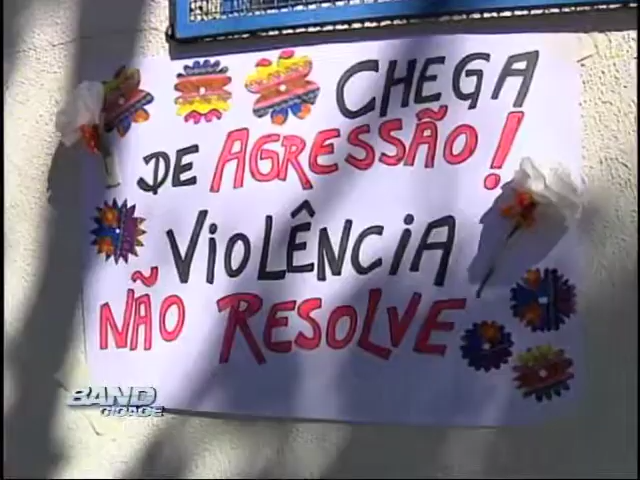 CHEGA
DE AGRESSÃO!
VIOLÊNCIA
NÃO RESOLVE
BAND
CIDADE